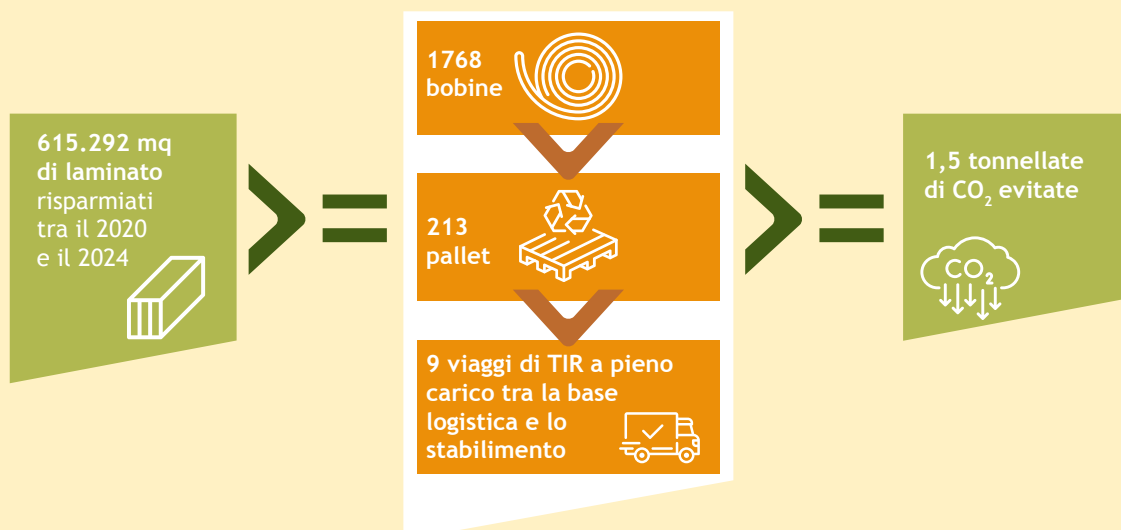 615.292 mq
di laminato
risparmiati
tra il 2020
e il 2024
1768
bobine
213
pallet
9 viaggi di TIR a pieno
carico tra la base
logistica e lo
stabilimento
1,5 tonnellate
di CO₂ evitate
CO₂